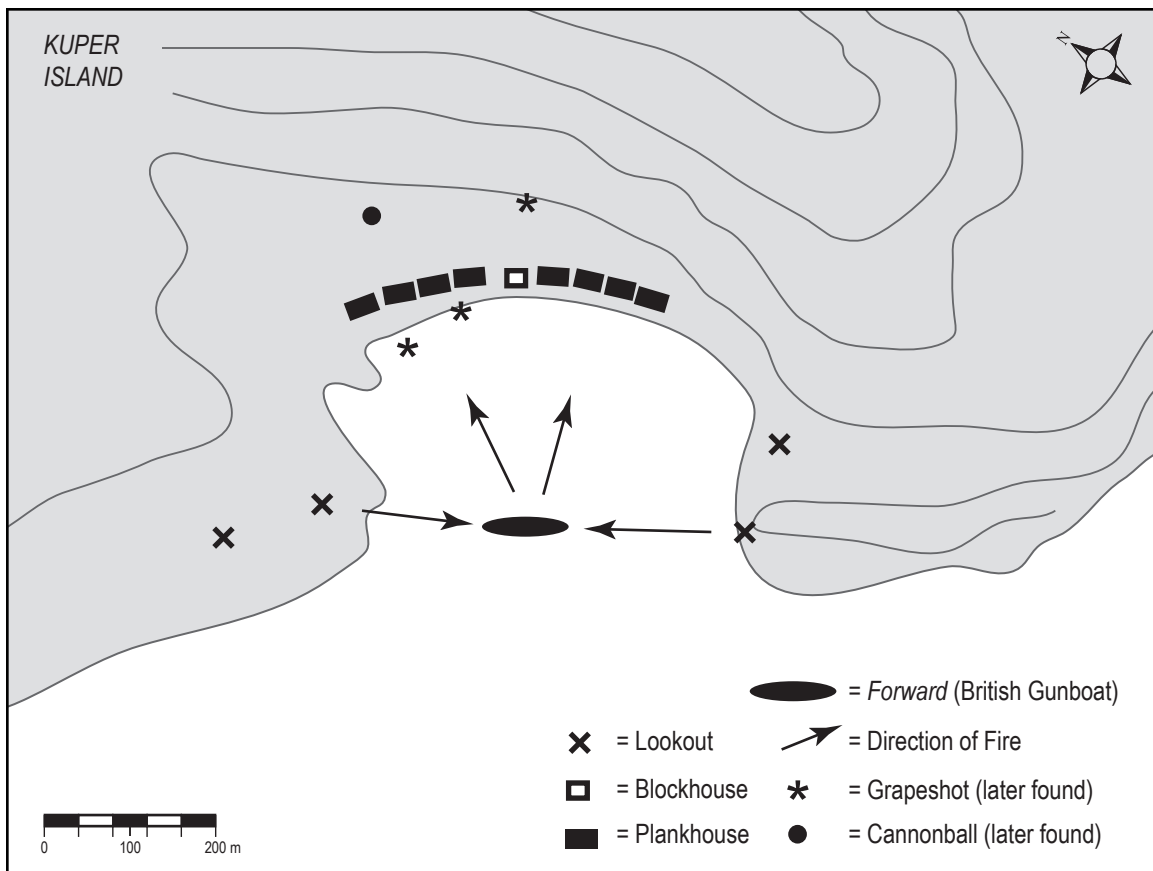 KUPER
ISLAND
N
= Forward (British Gunboat)
= Lookout
= Direction of Fire
= Blockhouse
= Grapeshot (later found)
= Plankhouse
= Cannonball (later found)
0 100 200 m